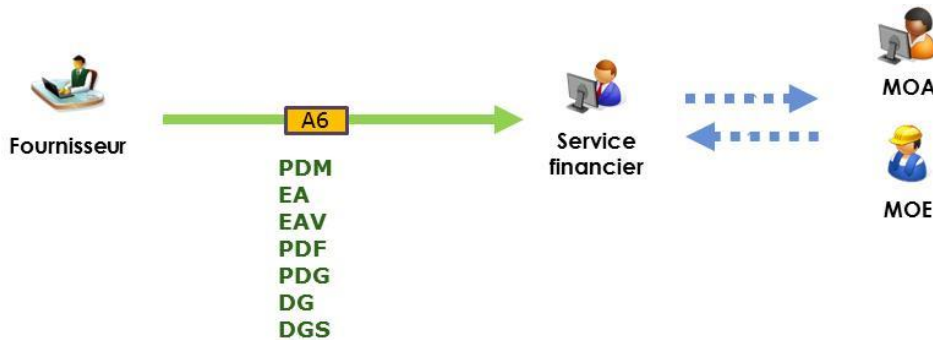 Fournisseur
A6
PDM
EA
EAV
PDF
PDG
DG
DGS
Service
financier
MOA
MOE